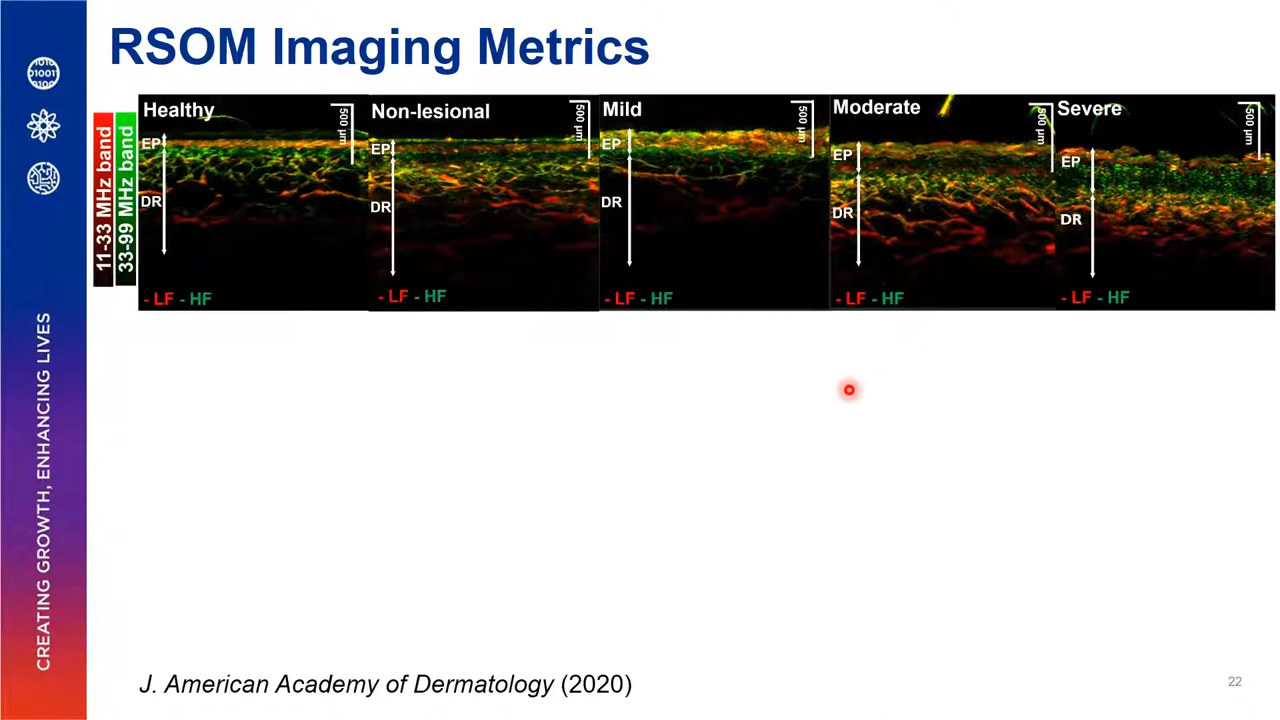 RSOM Imaging Metrics
11-33 MHz band
33-99 MHz band
Healthy
500 µm
EP
DR
- LF - HF
Non-lesional
500 µm
EP
DR
- LF - HF
Mild
500 µm
EP
DR
- LF - HF
Moderate
500 µm
EP
DR
- LF - HF
Severe
500 µm
EP
DR
- LF - HF
CREATING GROWTH, ENHANCING LIVES
J. American Academy of Dermatology (2020)
22